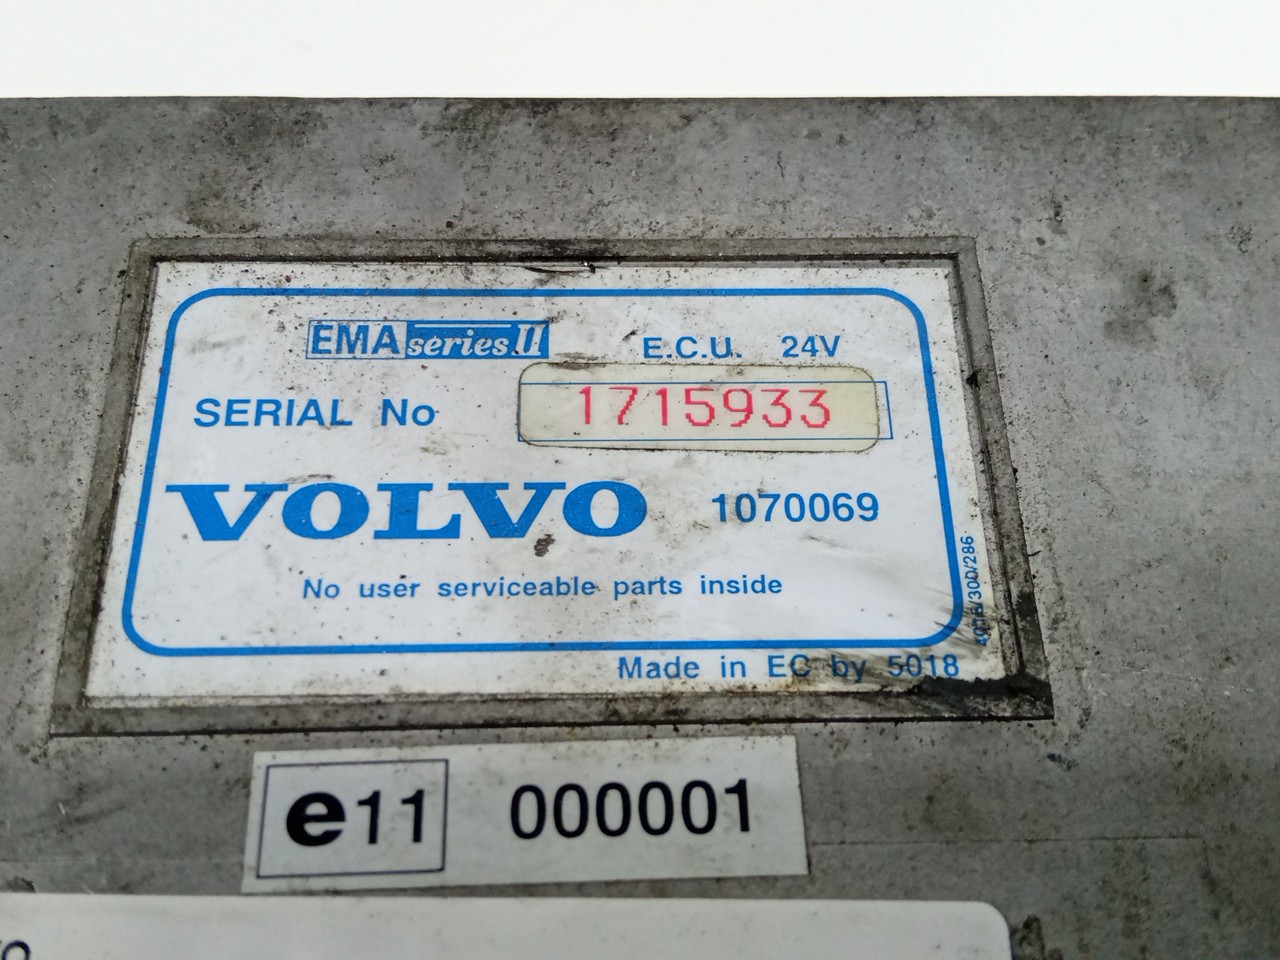 EMA series II E.C.U. 24V
SERIAL No 1715933
VOLVO 1070069
No user serviceable parts inside
Made in EC by 5018
e11 000001